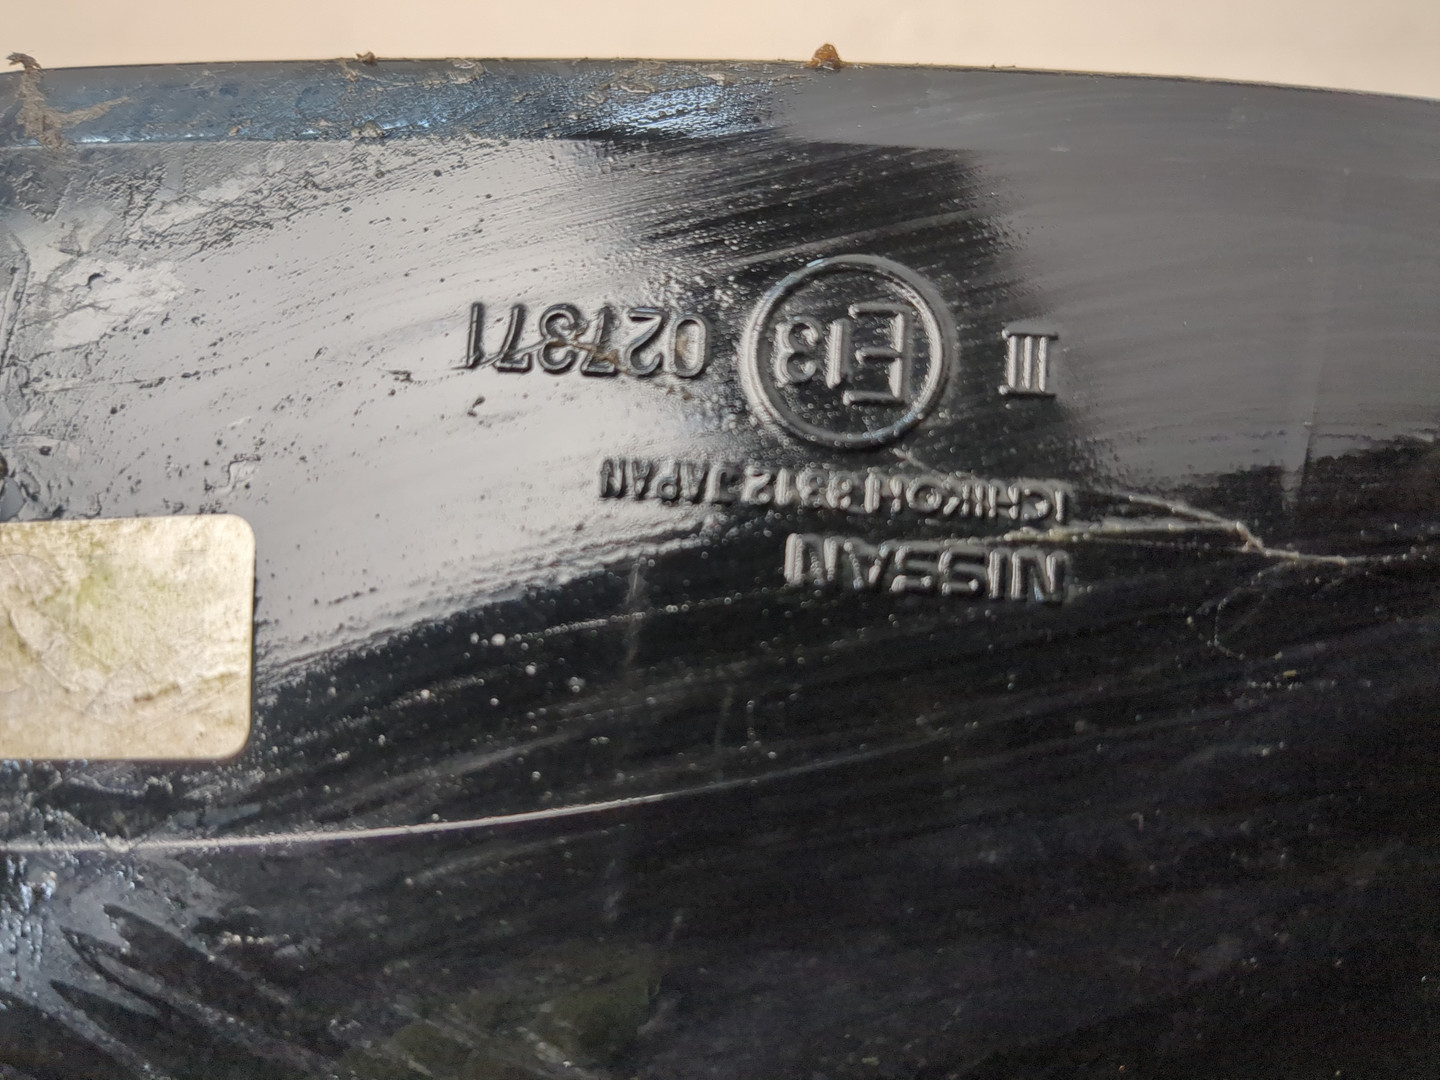 NISSAN
ICHIKOH 8312 JAPAN
III E13 027371